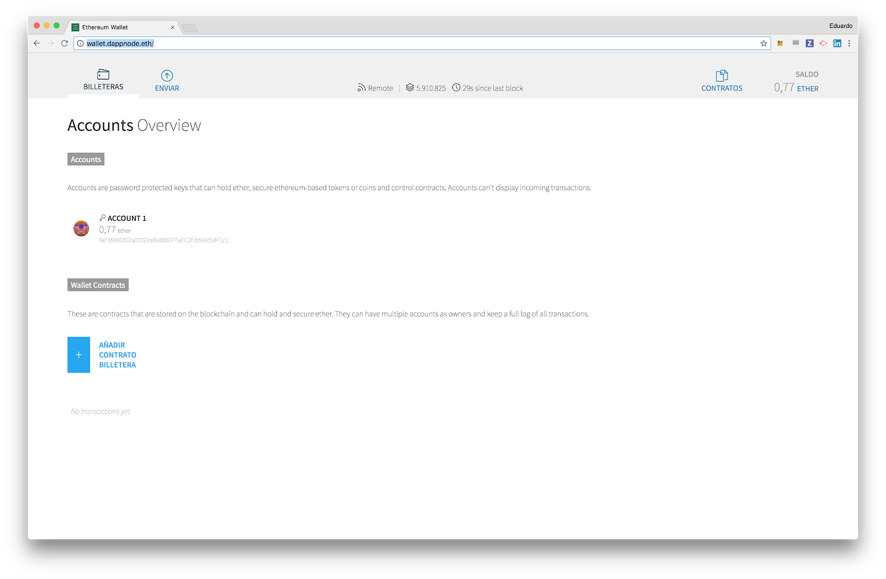 Ethereum Wallet
Eduardo
wallet.dappnode.eth/
BILLETERAS
ENVIAR
Remote | 5.910.825 29s since last block
CONTRATOS
SALDO
0,77 ETHER
Accounts Overview
Accounts
Accounts are password protected keys that can hold ether, secure ethereum-based tokens or coins and control contracts. Accounts can't display incoming transactions.
ACCOUNT 1
0,77 ether
Wallet Contracts
These are contracts that are stored on the blockchain and can hold and secure ether. They can have multiple accounts as owners and keep a full log of all transactions.
+
AÑADIR
CONTRATO
BILLETERA
No transactions yet